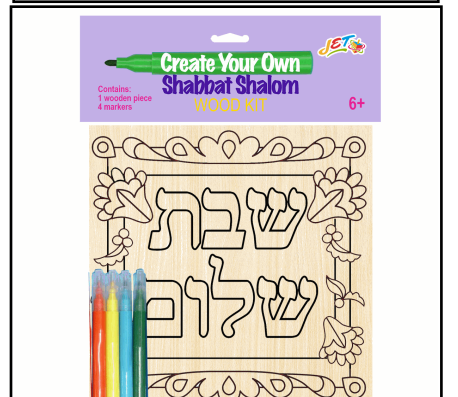 JET
Create Your Own
Shabbat Shalom
WOOD KIT
Contains:
1 wooden piece
4 markers
6+
שבת
שלום